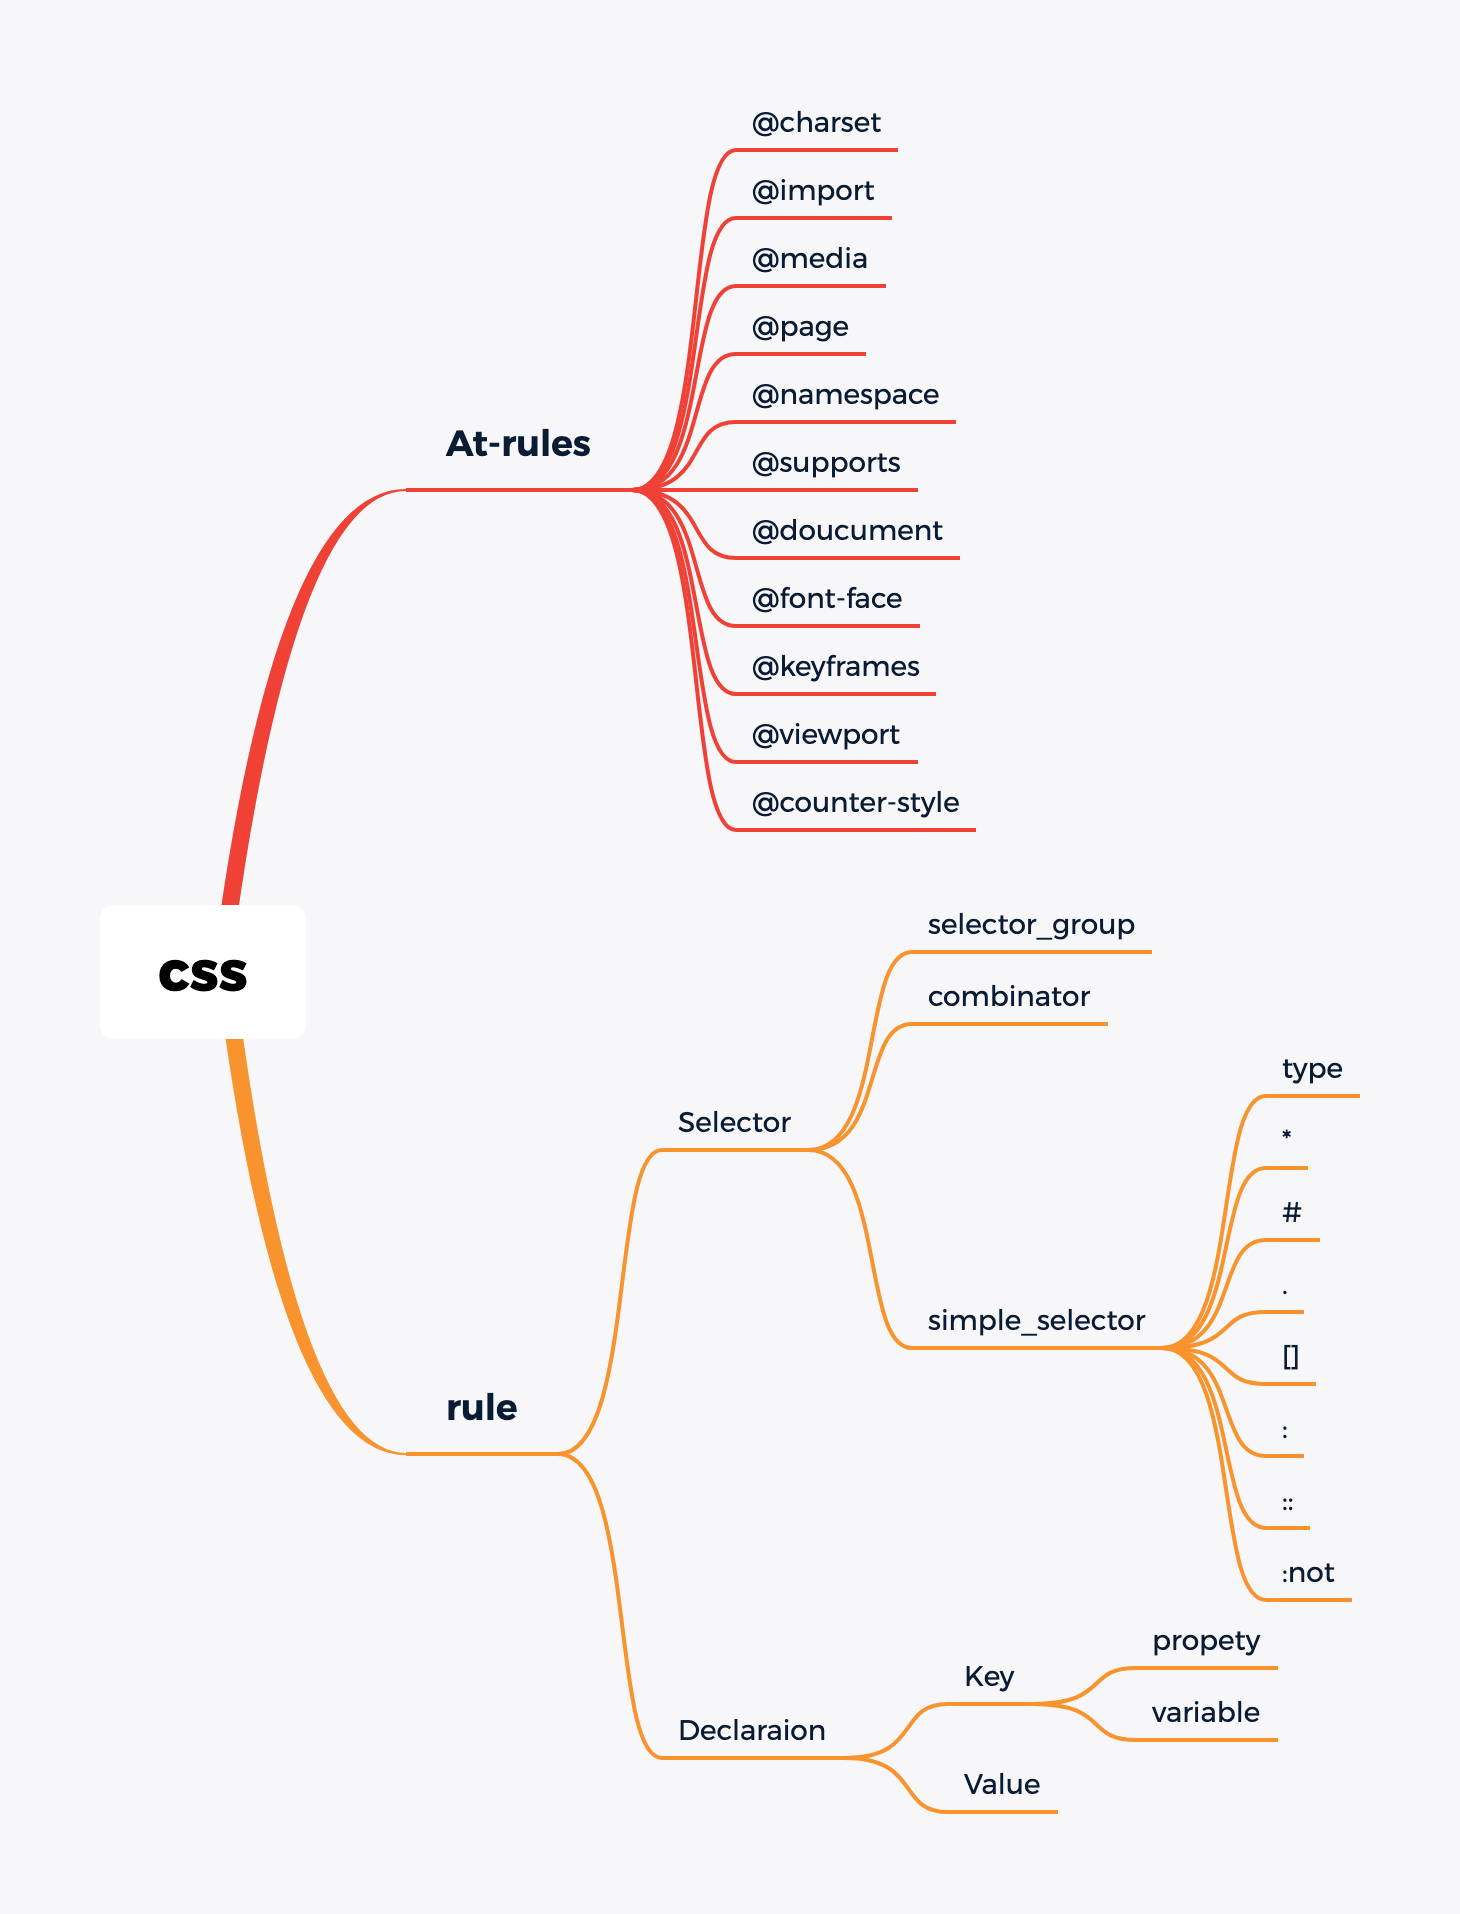 css
At-rules
@charset
@import
@media
@page
@namespace
@supports
@doucument
@font-face
@keyframes
@viewport
@counter-style
rule
Selector
selector_group
combinator
simple_selector
type
*
#
.
[]
:
::
:not
Declaraion
Key
propety
variable
Value